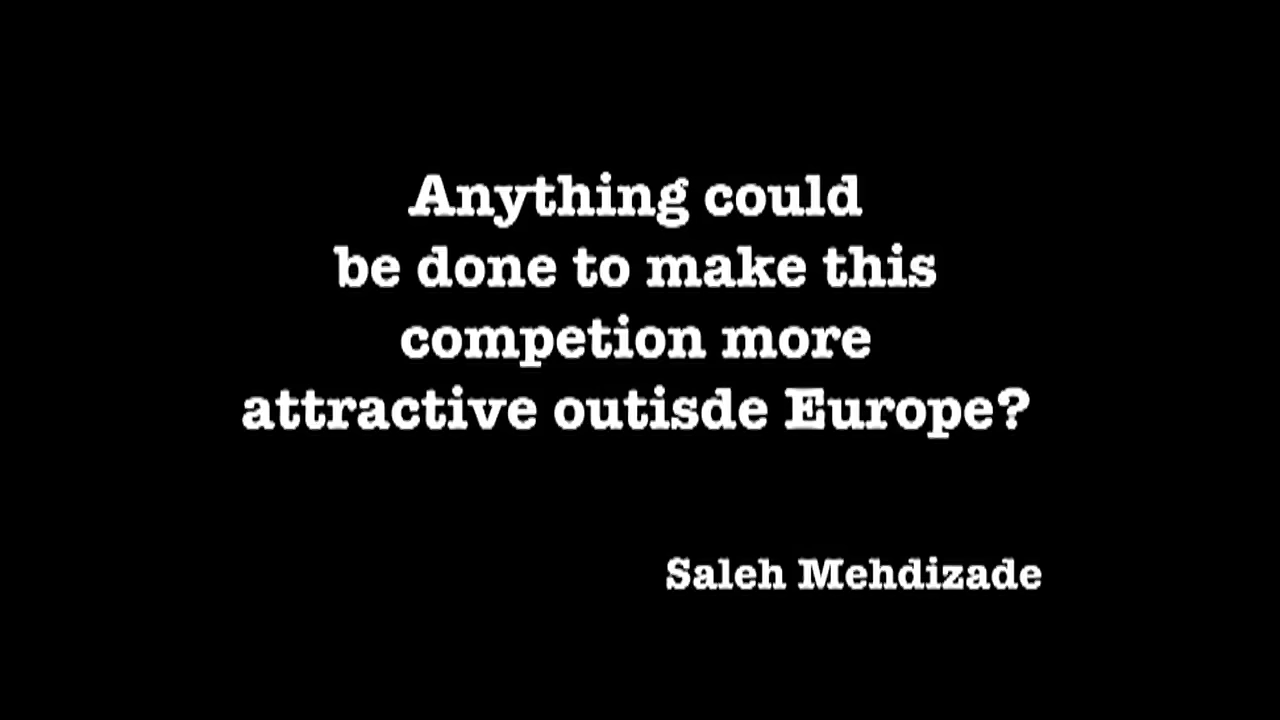 Anything could
be done to make this
competion more
attractive outisde Europe?
Saleh Mehdizade